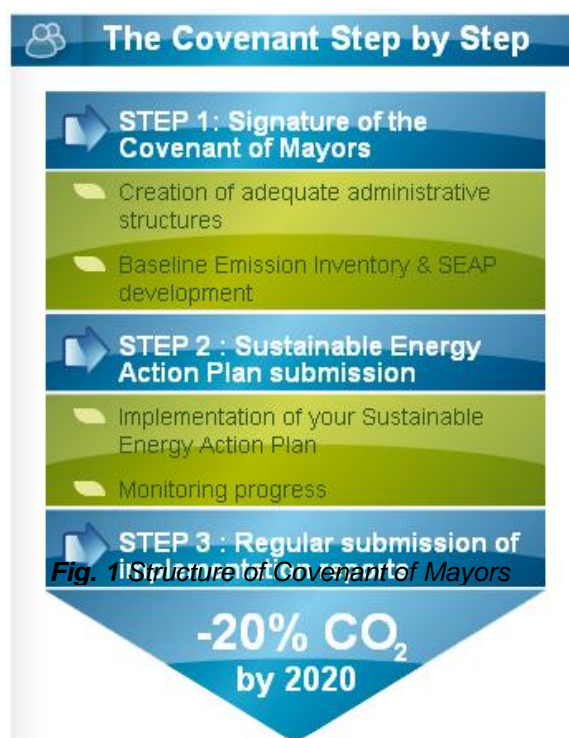 The Covenant Step by Step
STEP 1: Signature of the
Covenant of Mayors
Creation of adequate administrative
structures
Baseline Emission Inventory & SEAP
development
STEP 2 : Sustainable Energy
Action Plan submission
Implementation of your Sustainable
Energy Action Plan
Monitoring progress
STEP 3 : Regular submission of
implementation reports
Fig. 1 Structure of Covenant of Mayors
-20% CO₂
by 2020